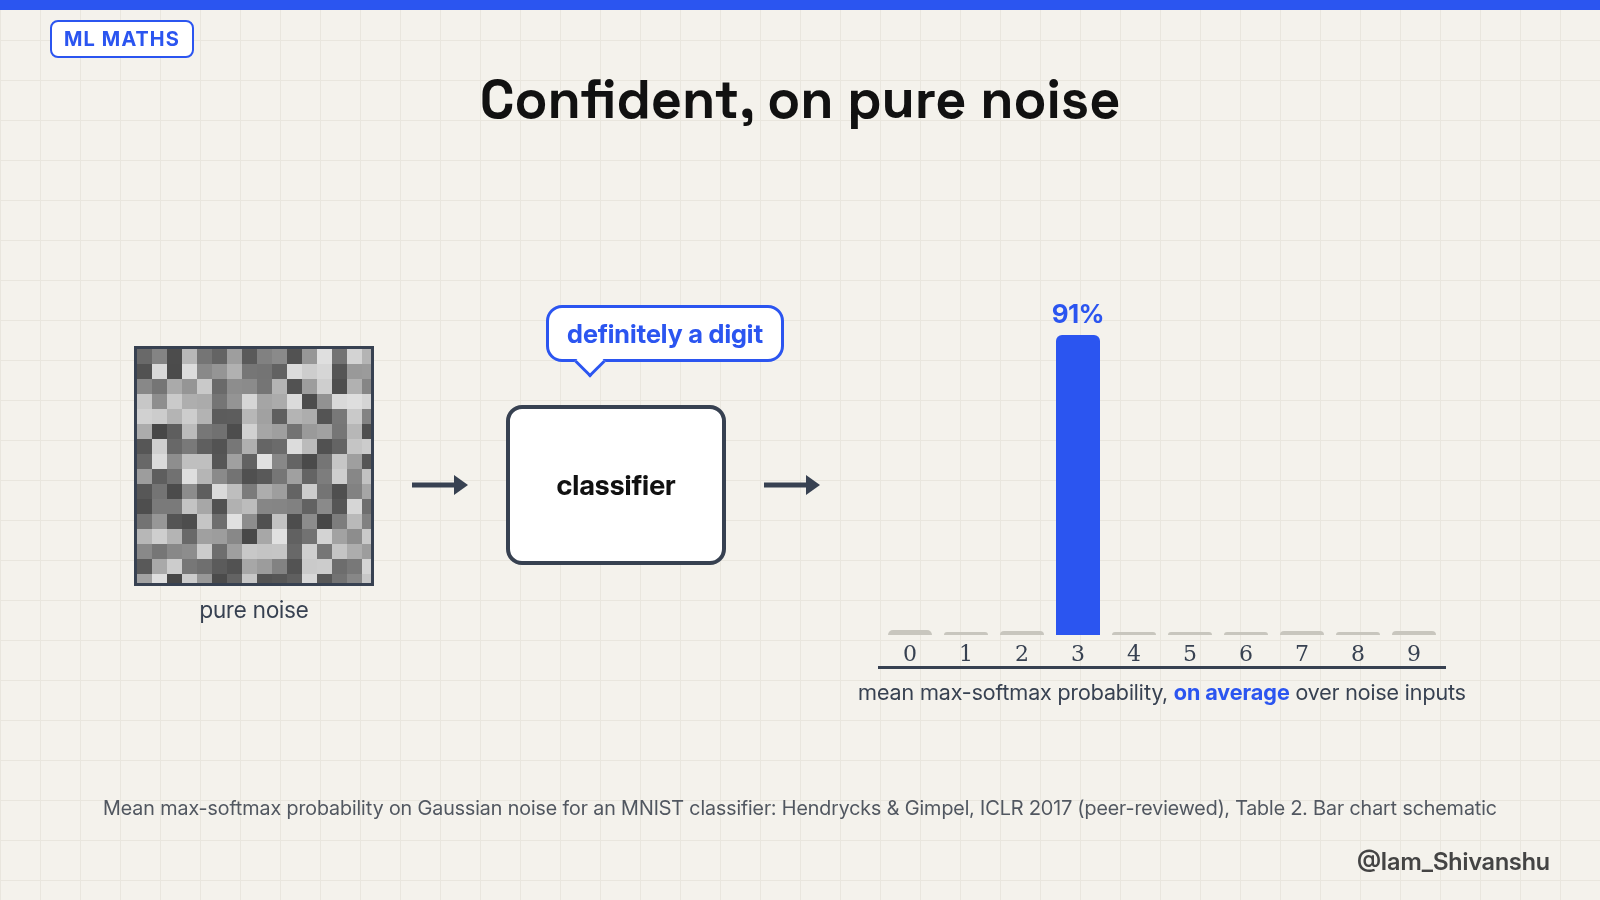 ML MATHS
Confident, on pure noise
91%
definitely a digit
classifier
pure noise
0 1 2 3 4 5 6 7 8 9
mean max-softmax probability, on average over noise inputs
Mean max-softmax probability on Gaussian noise for an MNIST classifier: Hendrycks & Gimpel, ICLR 2017 (peer-reviewed), Table 2. Bar chart schematic
@Iam_Shivanshu